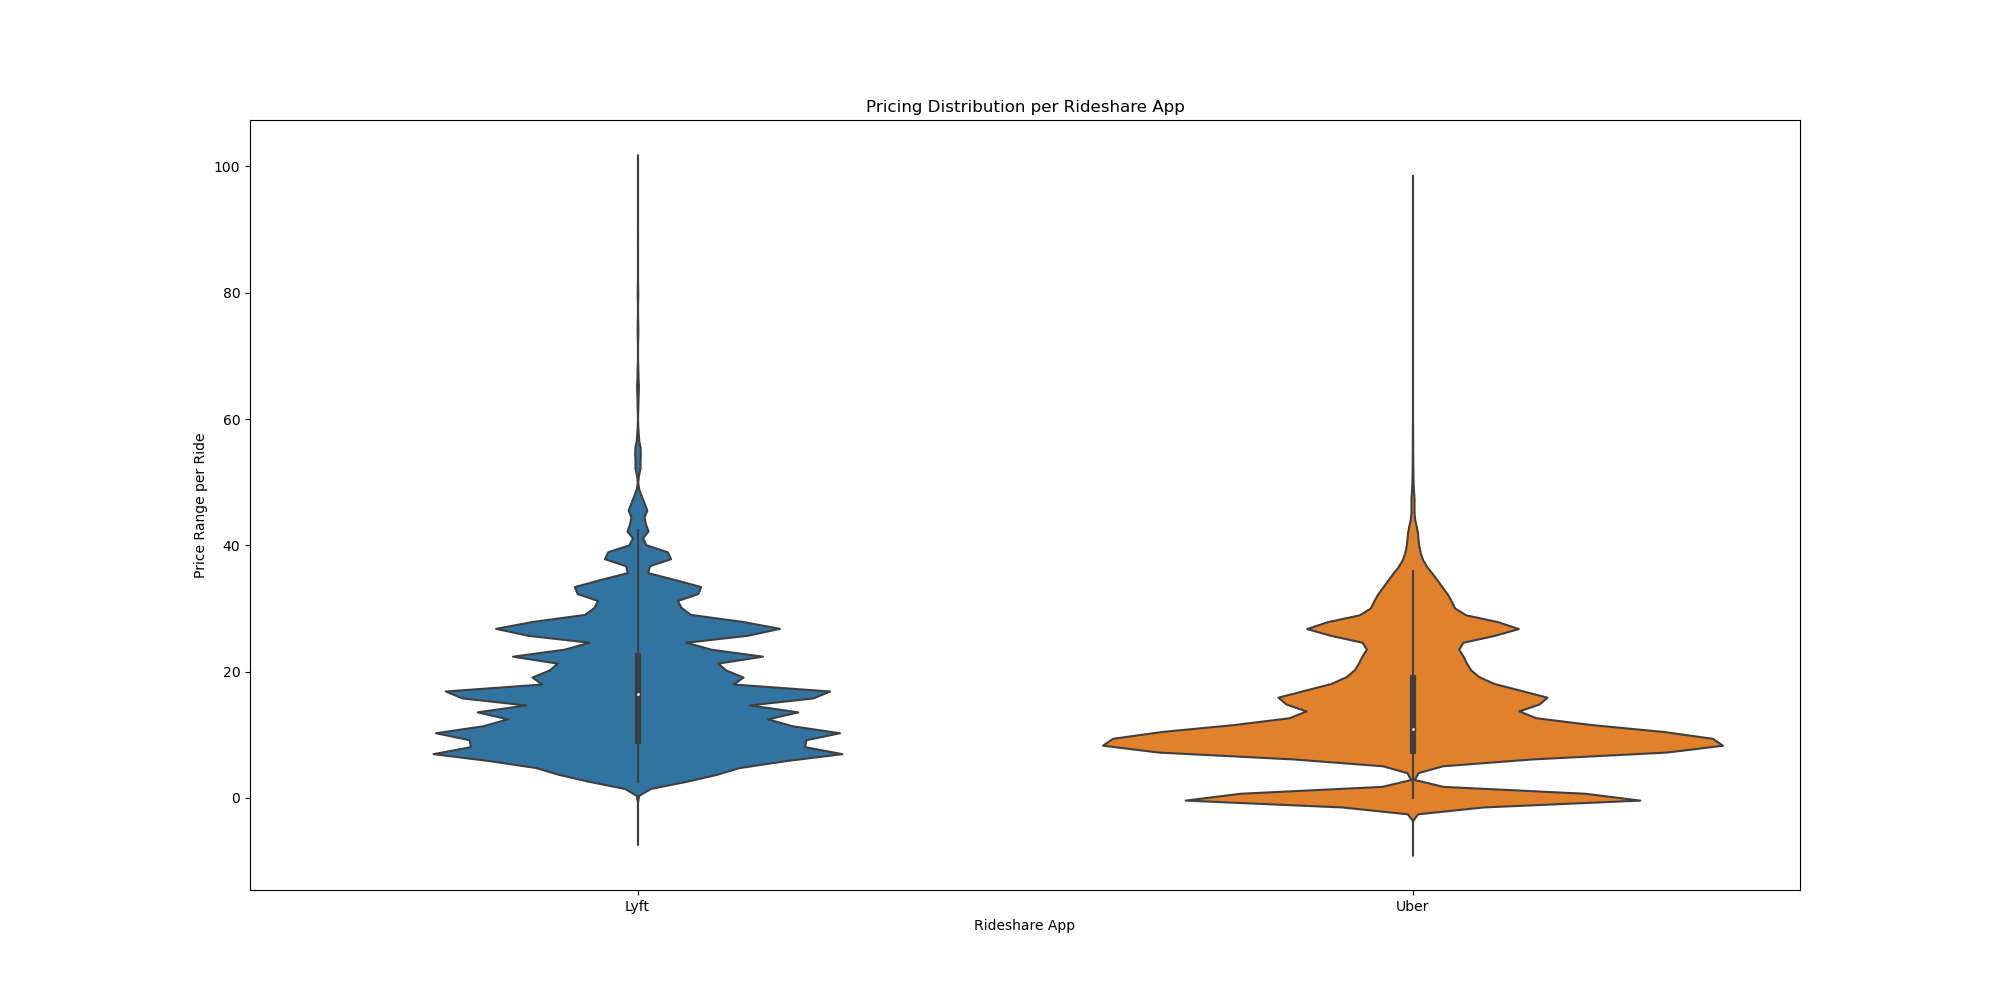 Pricing Distribution per Rideshare App
100
80
60
40
20
0
Price Range per Ride
Lyft
Uber
Rideshare App